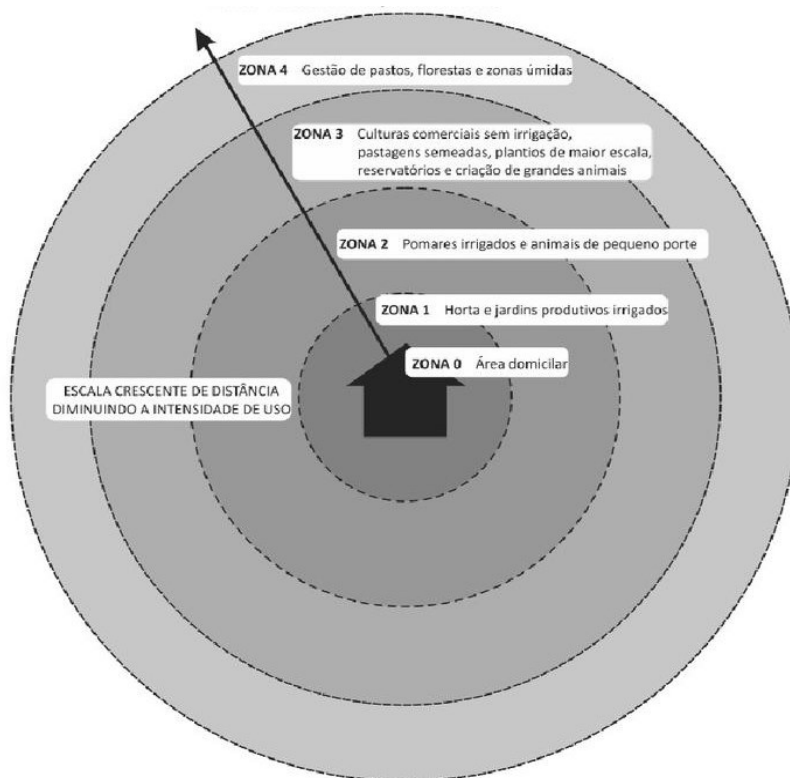 ZONA 4 Gestão de pastos, florestas e zonas úmidas
ZONA 3 Culturas comerciais sem irrigação,
pastagens semeadas, plantios de maior escala,
reservatórios e criação de grandes animais
ZONA 2 Pomares irrigados e animais de pequeno porte
ZONA 1 Horta e jardins produtivos irrigados
ZONA 0 Área domicilar
ESCALA CRESCENTE DE DISTÂNCIA
DIMINUINDO A INTENSIDADE DE USO